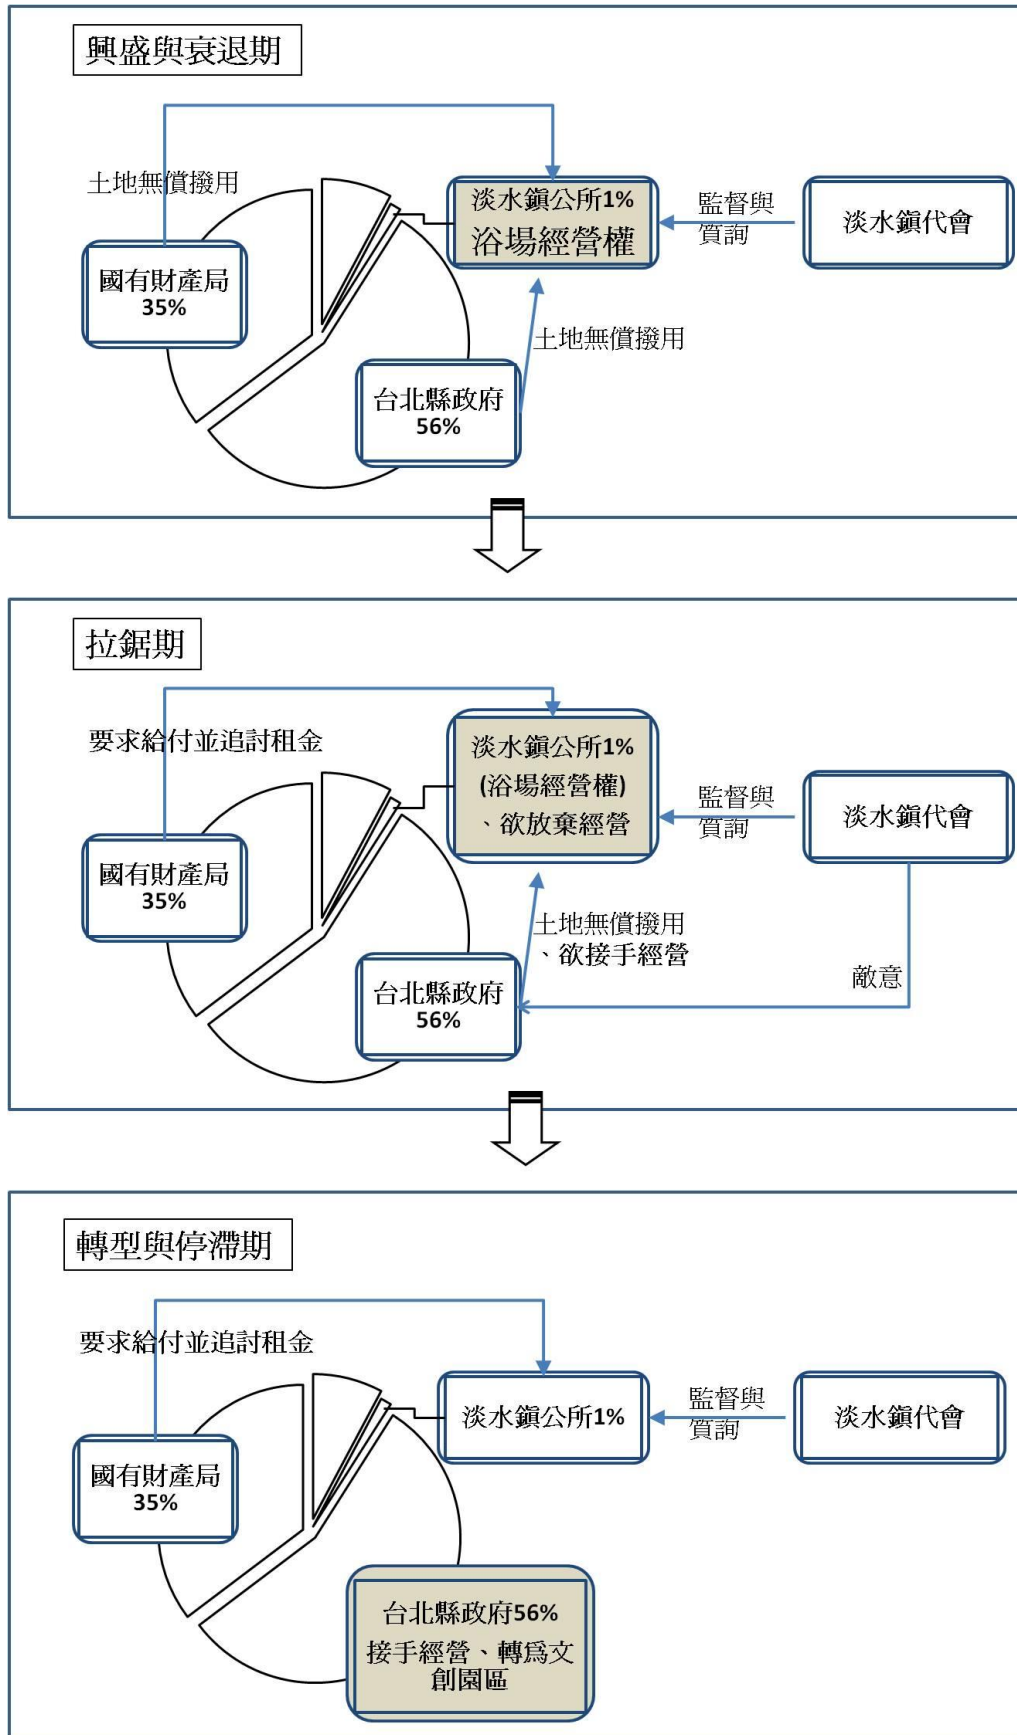 興盛與衰退期
土地無償撥用
淡水鎮公所1%
浴場經營權
監督與
質詢
淡水鎮代會
國有財產局
35%
土地無償撥用
台北縣政府
56%
拉鋸期
要求給付並追討租金
淡水鎮公所1%
(浴場經營權)
、欲放棄經營
監督與
質詢
淡水鎮代會
國有財產局
35%
土地無償撥用
、欲接手經營
敵意
台北縣政府
56%
轉型與停滯期
要求給付並追討租金
淡水鎮公所1%
監督與
質詢
淡水鎮代會
國有財產局
35%
台北縣政府56%
接手經營、轉為文
創園區